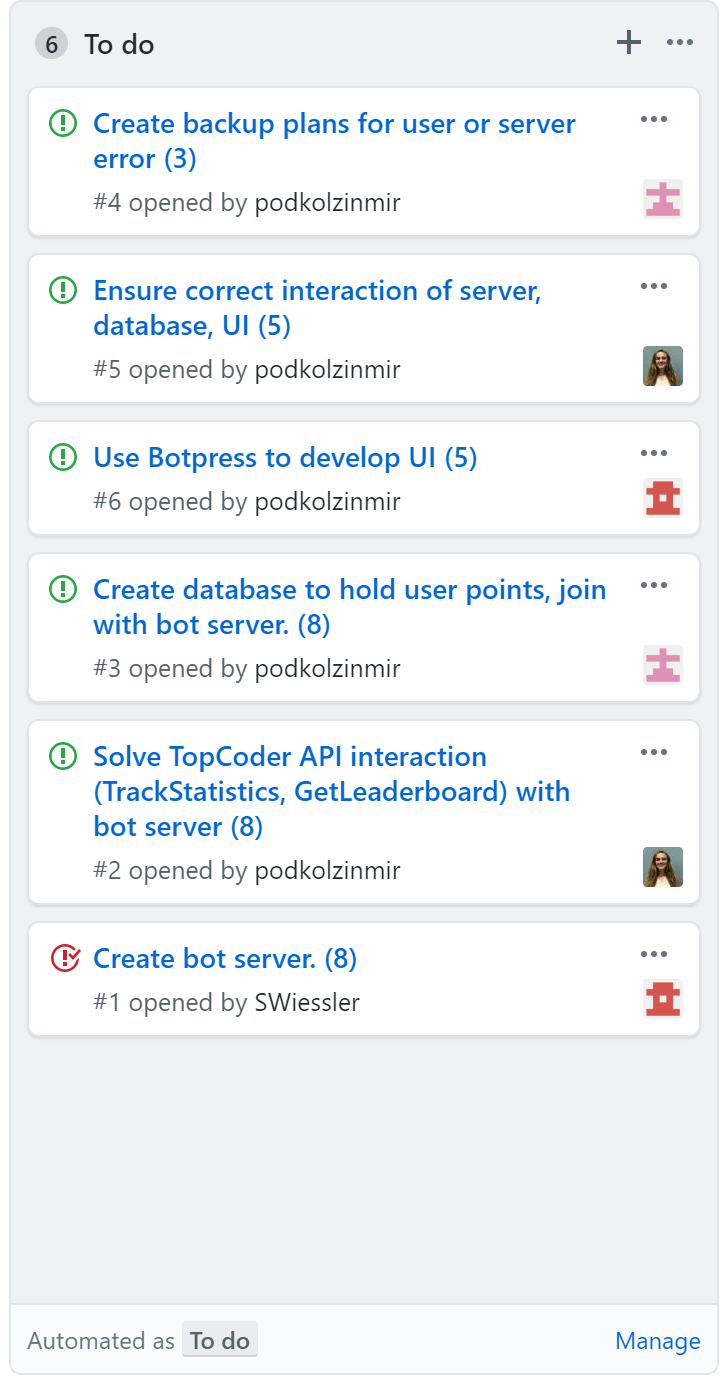 6 To do
Create backup plans for user or server
error (3)
#4 opened by podkolzinmir
Ensure correct interaction of server,
database, UI (5)
#5 opened by podkolzinmir
Use Botpress to develop UI (5)
#6 opened by podkolzinmir
Create database to hold user points, join
with bot server. (8)
#3 opened by podkolzinmir
Solve TopCoder API interaction
(TrackStatistics, GetLeaderboard) with
bot server (8)
#2 opened by podkolzinmir
Create bot server. (8)
#1 opened by SWiessler
Automated as To do Manage